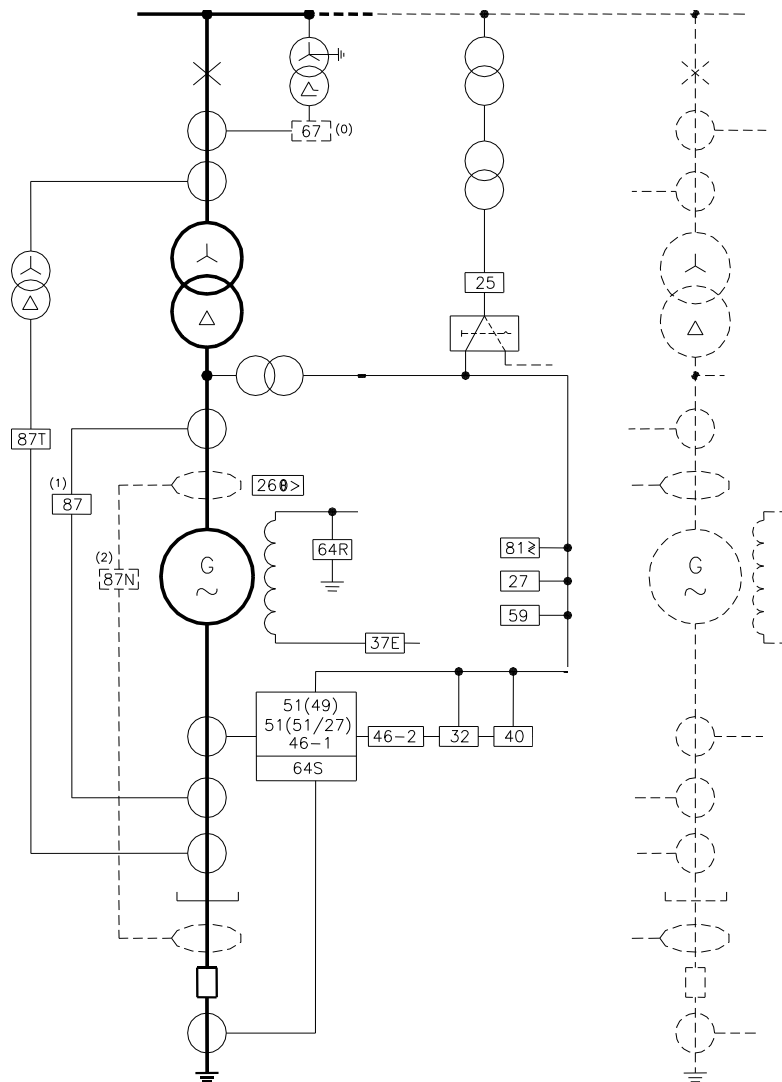 67 (0)
25
87T
(1)
87
26θ>
(2)
87N
G
~
64R
81≷
27
59
37E
51(49)
51(51/27)
46-1
64S
46-2
32
40
G
~